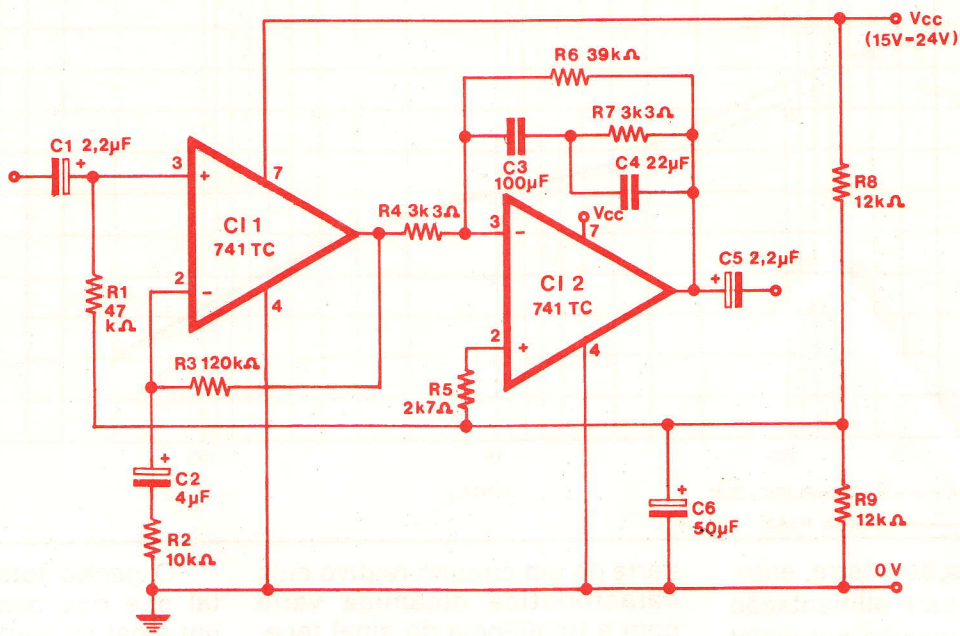 Vcc
(15V=24V)
R6 39kΩ
R7 3k3Ω
C1 2,2µF
+
3
+
7
C3
100µF
C4 22µF
R8
12kΩ
CI 1
741 TC
R4 3k3Ω
3
-
Vcc
7
C5 2,2µF
+
2
-
4
CI 2
741 TC
R1
47
kΩ
R3 120kΩ
2
+
4
R5
2k7Ω
+
C2
4µF
+
C6
50µF
R9
12kΩ
R2
10kΩ
0V